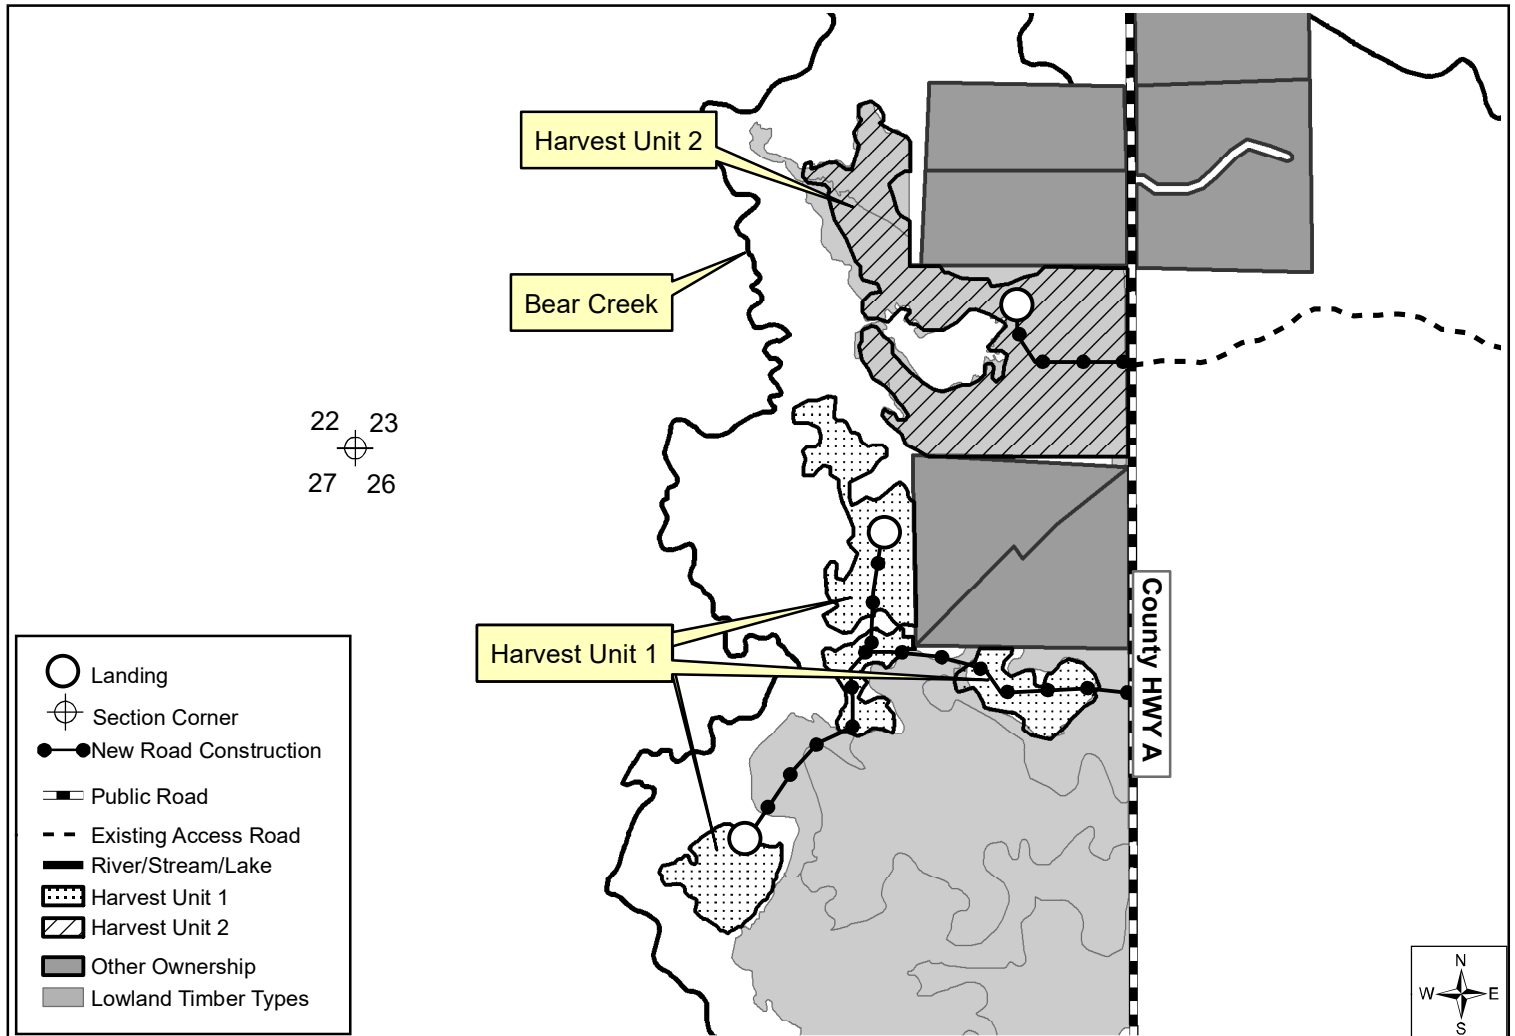 Harvest Unit 2
Bear Creek
22 23
27 26
Harvest Unit 1
County HWY A
Landing
Section Corner
New Road Construction
Public Road
Existing Access Road
River/Stream/Lake
Harvest Unit 1
Harvest Unit 2
Other Ownership
Lowland Timber Types
N
W E
S